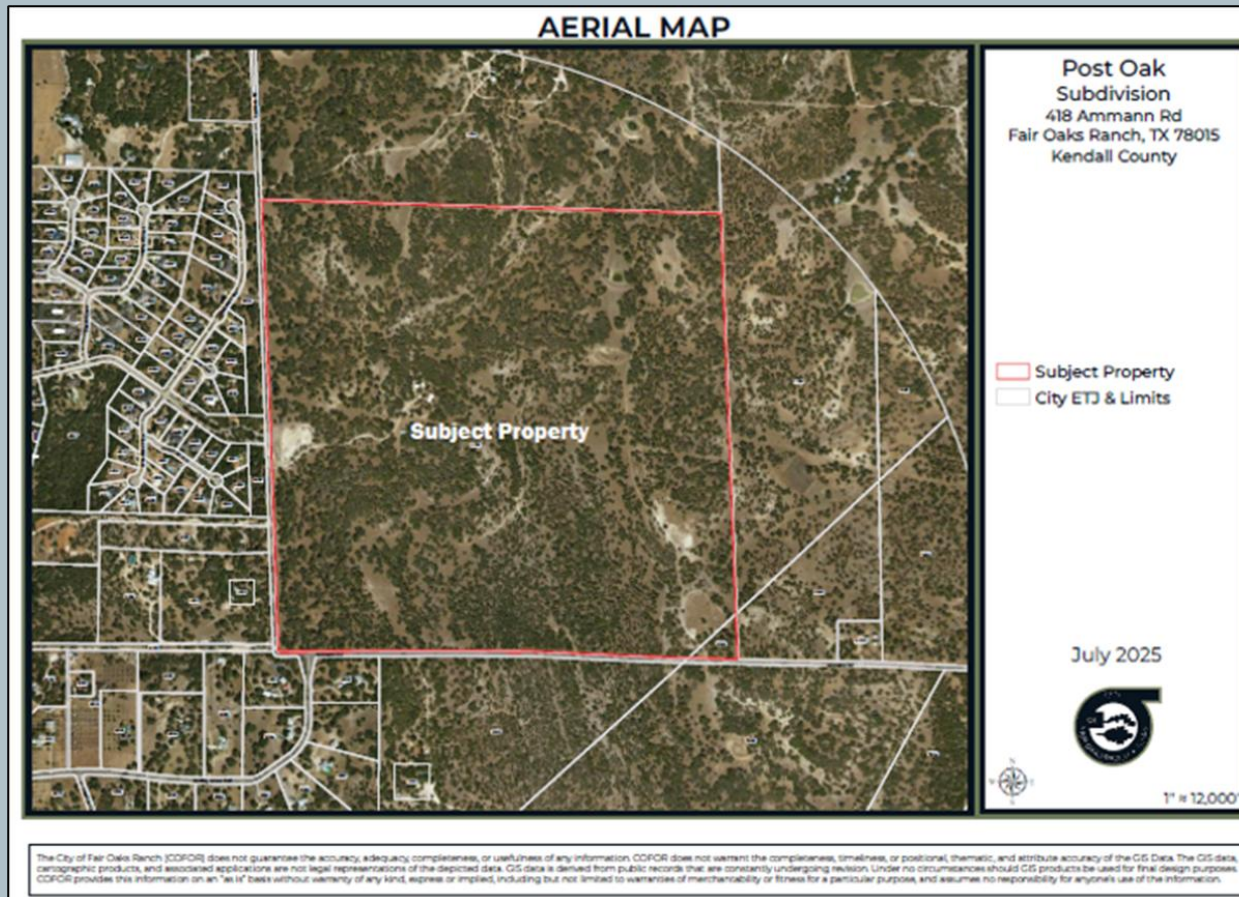 AERIAL MAP
Post Oak
Subdivision
418 Ammann Rd
Fair Oaks Ranch, TX 78015
Kendall County
Subject Property
City ETJ & Limits
Subject Property
July 2025
1" ≈ 12,000'
The City of Fair Oaks Ranch [COFOR] does not guarantee the accuracy, adequacy, completeness, or usefulness of any information. COFOR does not warrant the completeness, timeliness, or positional, thematic, and attribute accuracy of the GIS Data. The GIS data,
cartographic products, and associated applications are not legal representations of the depicted data. GIS data is derived from public records that are constantly undergoing revision. Under no circumstances should GIS products be used for final design purposes.
COFOR provides this information on an "as is" basis without warranty of any kind, express or implied, including but not limited to warranties of merchantability or fitness for a particular purpose, and assumes no responsibility for anyone's use of the information.